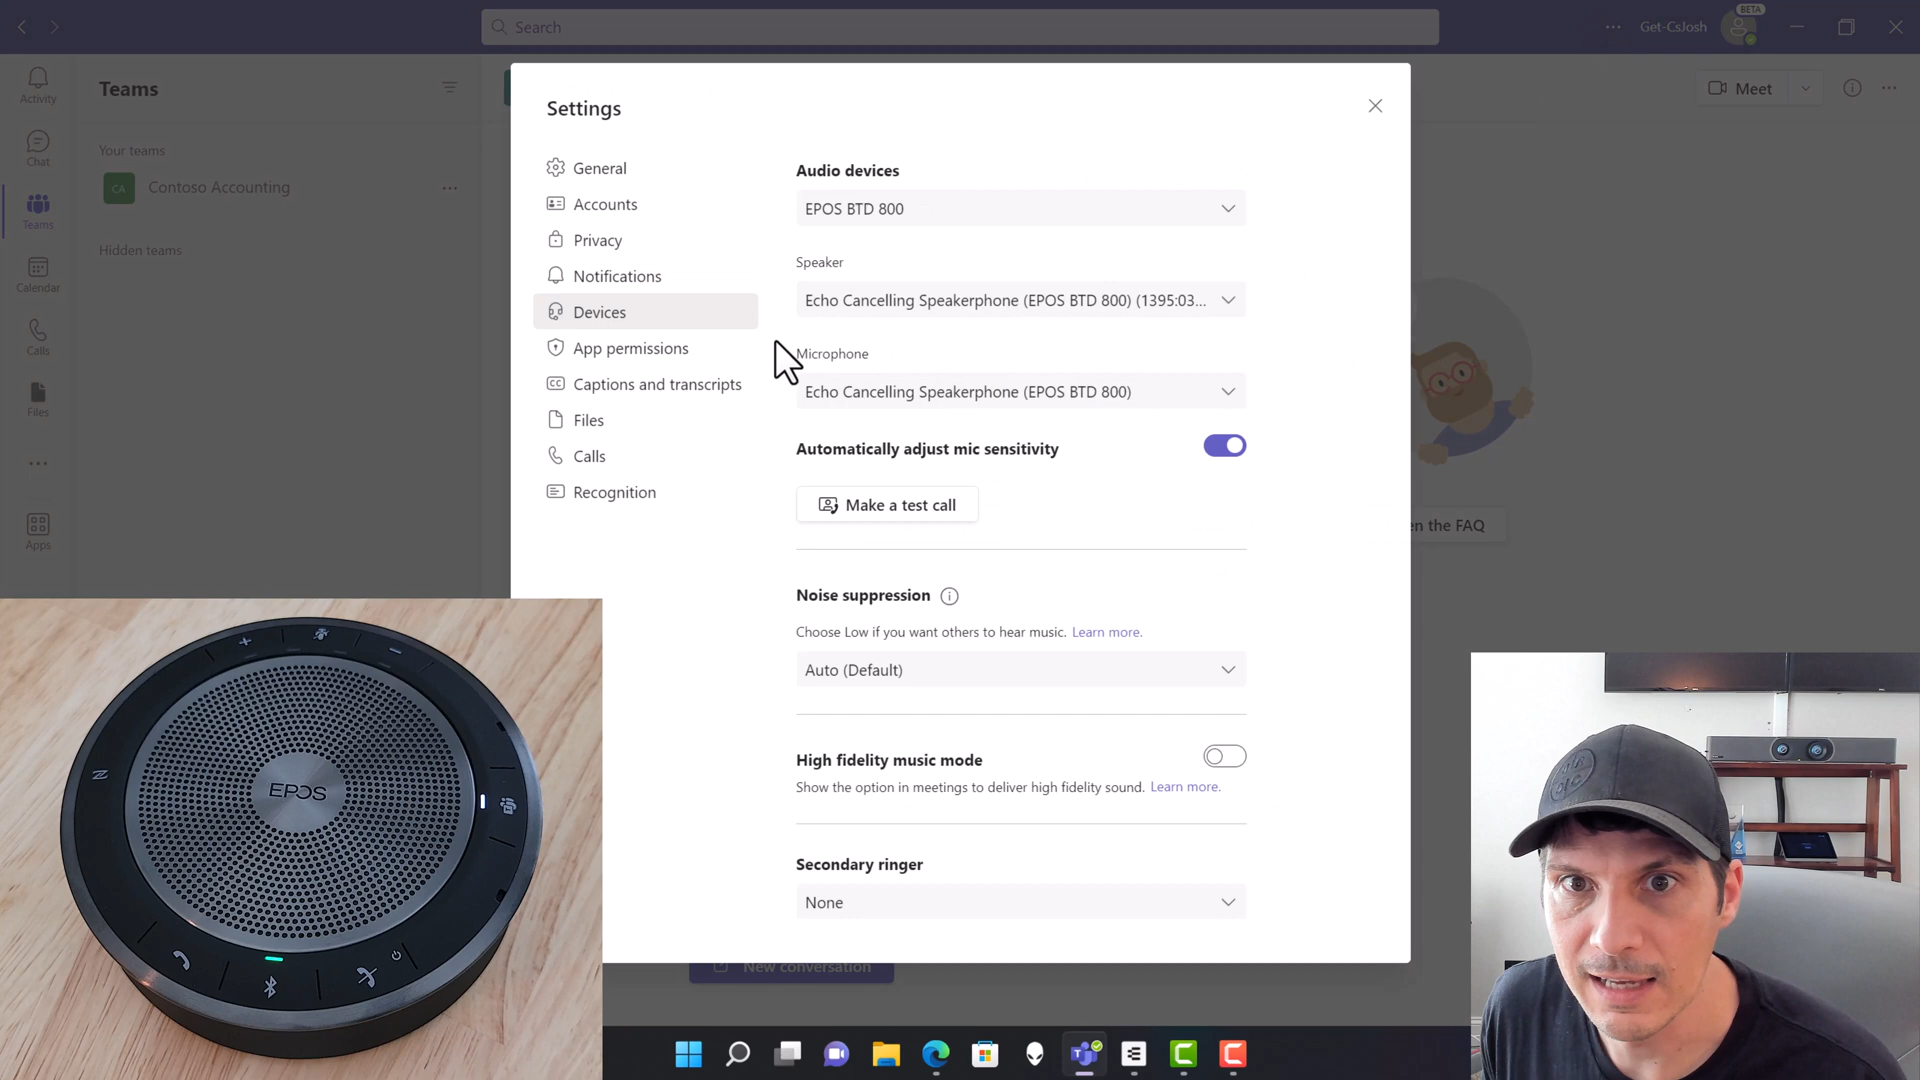 Search
BETA
Get-CsJosh
Activity
Chat
Teams
Calendar
Calls
Files
Apps
Teams
Your teams
CA
Contoso Accounting
Hidden teams
Meet
Settings
General
Accounts
Privacy
Notifications
Devices
App permissions
CC
Captions and transcripts
Files
Calls
Recognition
Audio devices
EPOS BTD 800
Speaker
Echo Cancelling Speakerphone (EPOS BTD 800) (1395:03...
Microphone
Echo Cancelling Speakerphone (EPOS BTD 800)
Automatically adjust mic sensitivity
Make a test call
Noise suppression
Choose Low if you want others to hear music. Learn more.
Auto (Default)
High fidelity music mode
Show the option in meetings to deliver high fidelity sound. Learn more.
Secondary ringer
None
en the FAQ
New conversation
EPOS